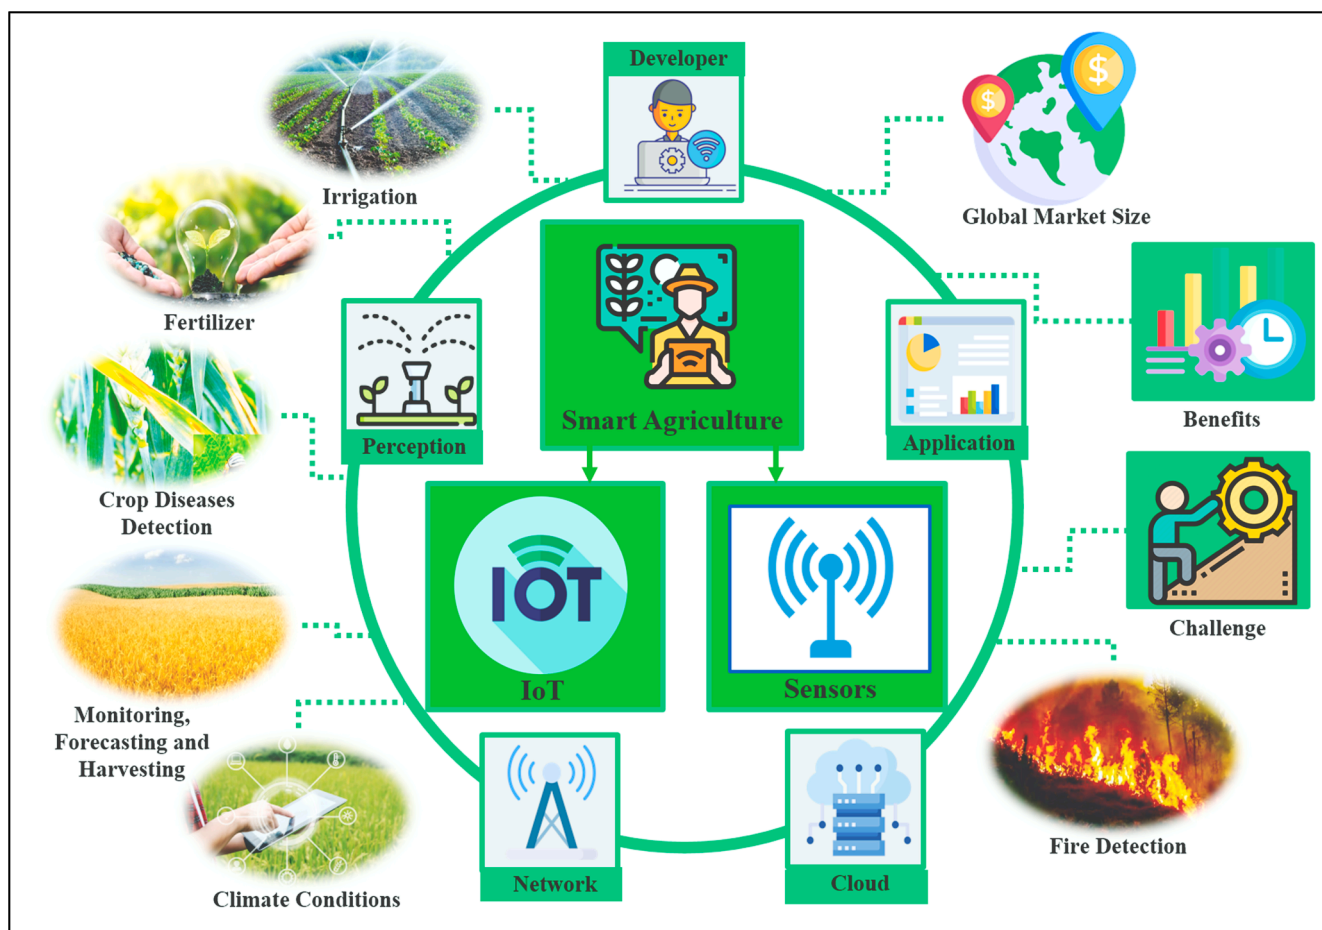 Developer
Irrigation
Global Market Size
Fertilizer
Smart Agriculture
Benefits
Perception
Application
Crop Diseases
Detection
IOT
IoT
Sensors
Challenge
Monitoring,
Forecasting and
Harvesting
Network
Cloud
Fire Detection
Climate Conditions
$
$